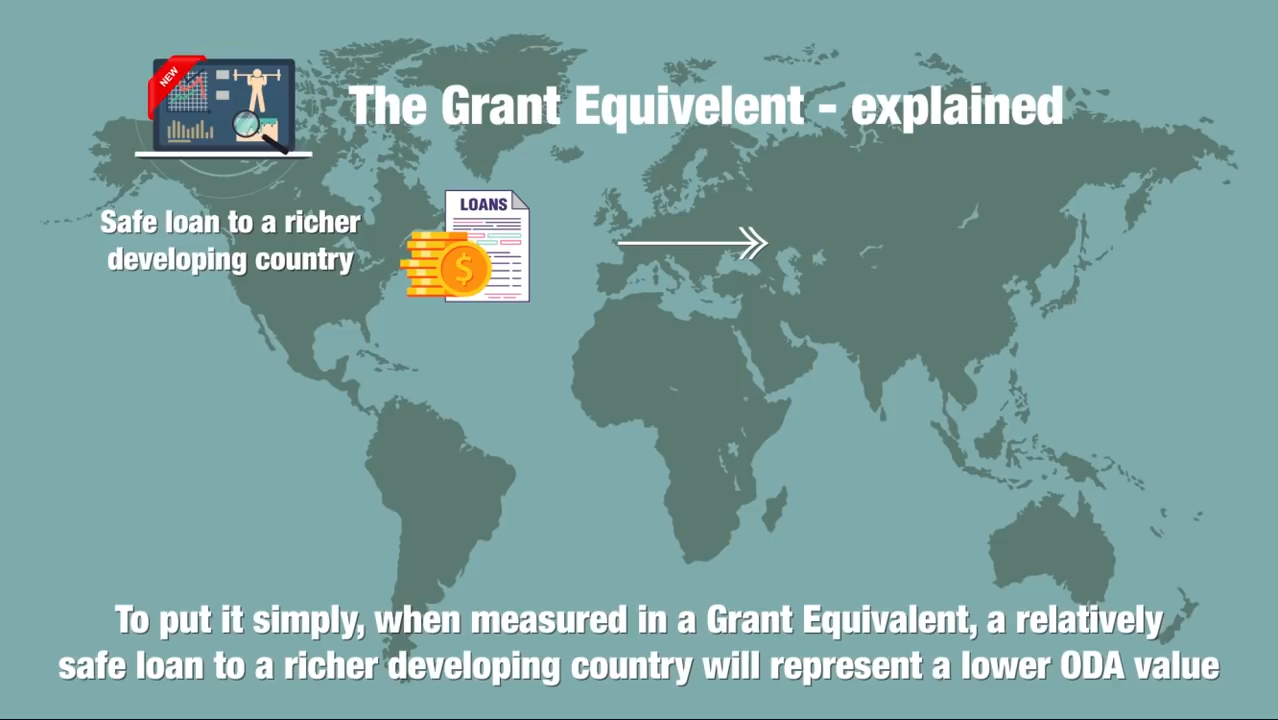 NEW
The Grant Equivelent - explained
Safe loan to a richer
developing country
LOANS
$
To put it simply, when measured in a Grant Equivalent, a relatively
safe loan to a richer developing country will represent a lower ODA value